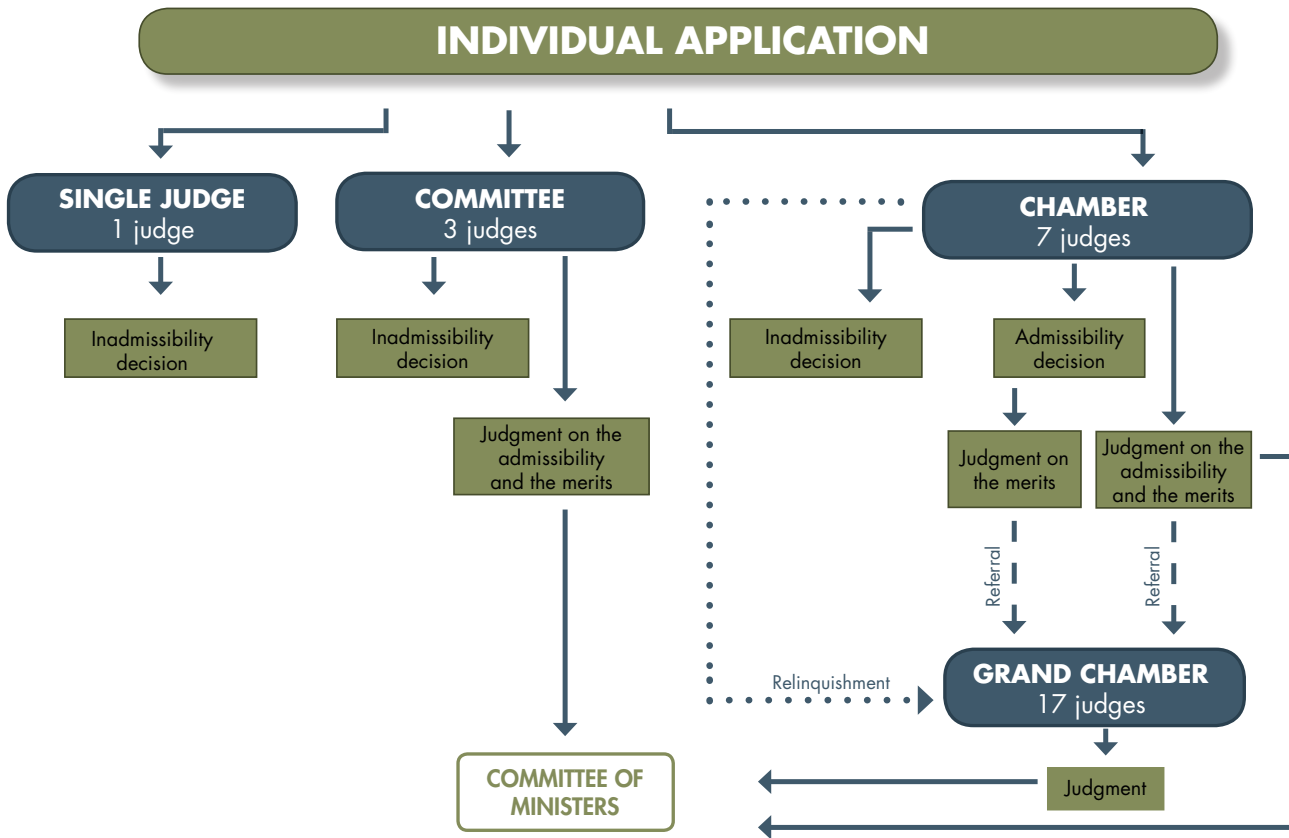 INDIVIDUAL APPLICATION
SINGLE JUDGE
1 judge
COMMITTEE
3 judges
CHAMBER
7 judges
Inadmissibility
decision
Inadmissibility
decision
Inadmissibility
decision
Admissibility
decision
Judgment on the
admissibility
and the merits
Judgment on
the merits
Judgment on the
admissibility
and the merits
Referral
Referral
Relinquishment
GRAND CHAMBER
17 judges
COMMITTEE OF
MINISTERS
Judgment